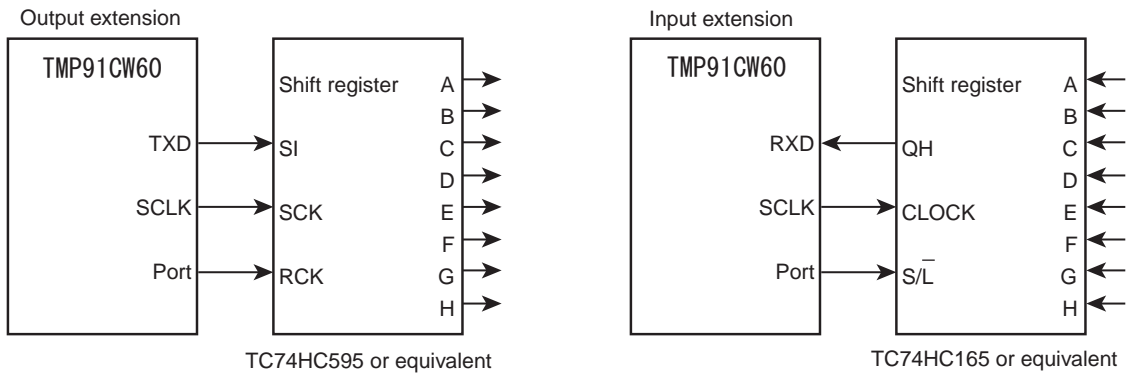 Output extension
TMP91CW60
TXD
SCLK
Port
Shift register
SI
SCK
RCK
A
B
C
D
E
F
G
H
TC74HC595 or equivalent
Input extension
TMP91CW60
RXD
SCLK
Port
Shift register
QH
CLOCK
S/L̅
A
B
C
D
E
F
G
H
TC74HC165 or equivalent